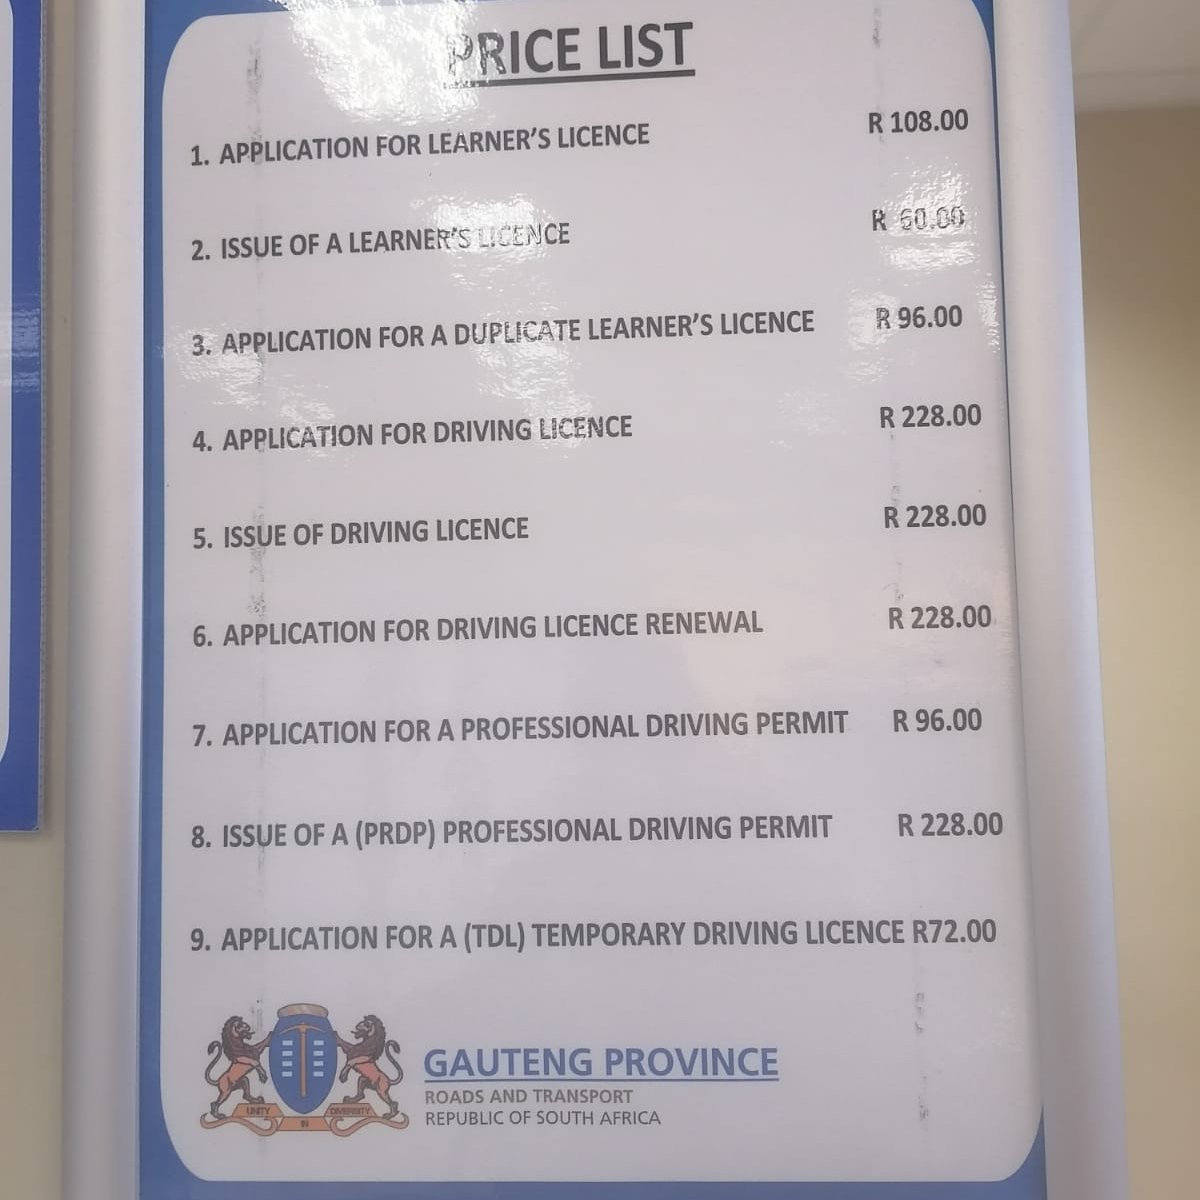 PRICE LIST
1. APPLICATION FOR LEARNER'S LICENCE R 108.00
2. ISSUE OF A LEARNER'S LICENCE R 60.00
3. APPLICATION FOR A DUPLICATE LEARNER'S LICENCE R 96.00
4. APPLICATION FOR DRIVING LICENCE R 228.00
5. ISSUE OF DRIVING LICENCE R 228.00
6. APPLICATION FOR DRIVING LICENCE RENEWAL R 228.00
7. APPLICATION FOR A PROFESSIONAL DRIVING PERMIT R 96.00
8. ISSUE OF A (PRDP) PROFESSIONAL DRIVING PERMIT R 228.00
9. APPLICATION FOR A (TDL) TEMPORARY DRIVING LICENCE R72.00
GAUTENG PROVINCE
ROADS AND TRANSPORT
REPUBLIC OF SOUTH AFRICA
UNITY IN DIVERSITY